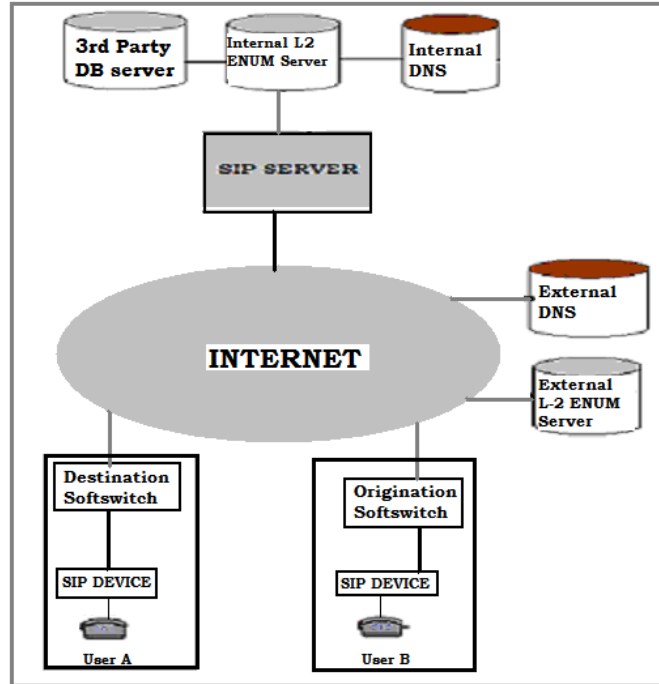 3rd Party
DB server
Internal L2
ENUM Server
Internal
DNS
SIP SERVER
INTERNET
External
DNS
External
L-2 ENUM
Server
Destination
Softswitch
SIP DEVICE
User A
Origination
Softswitch
SIP DEVICE
User B